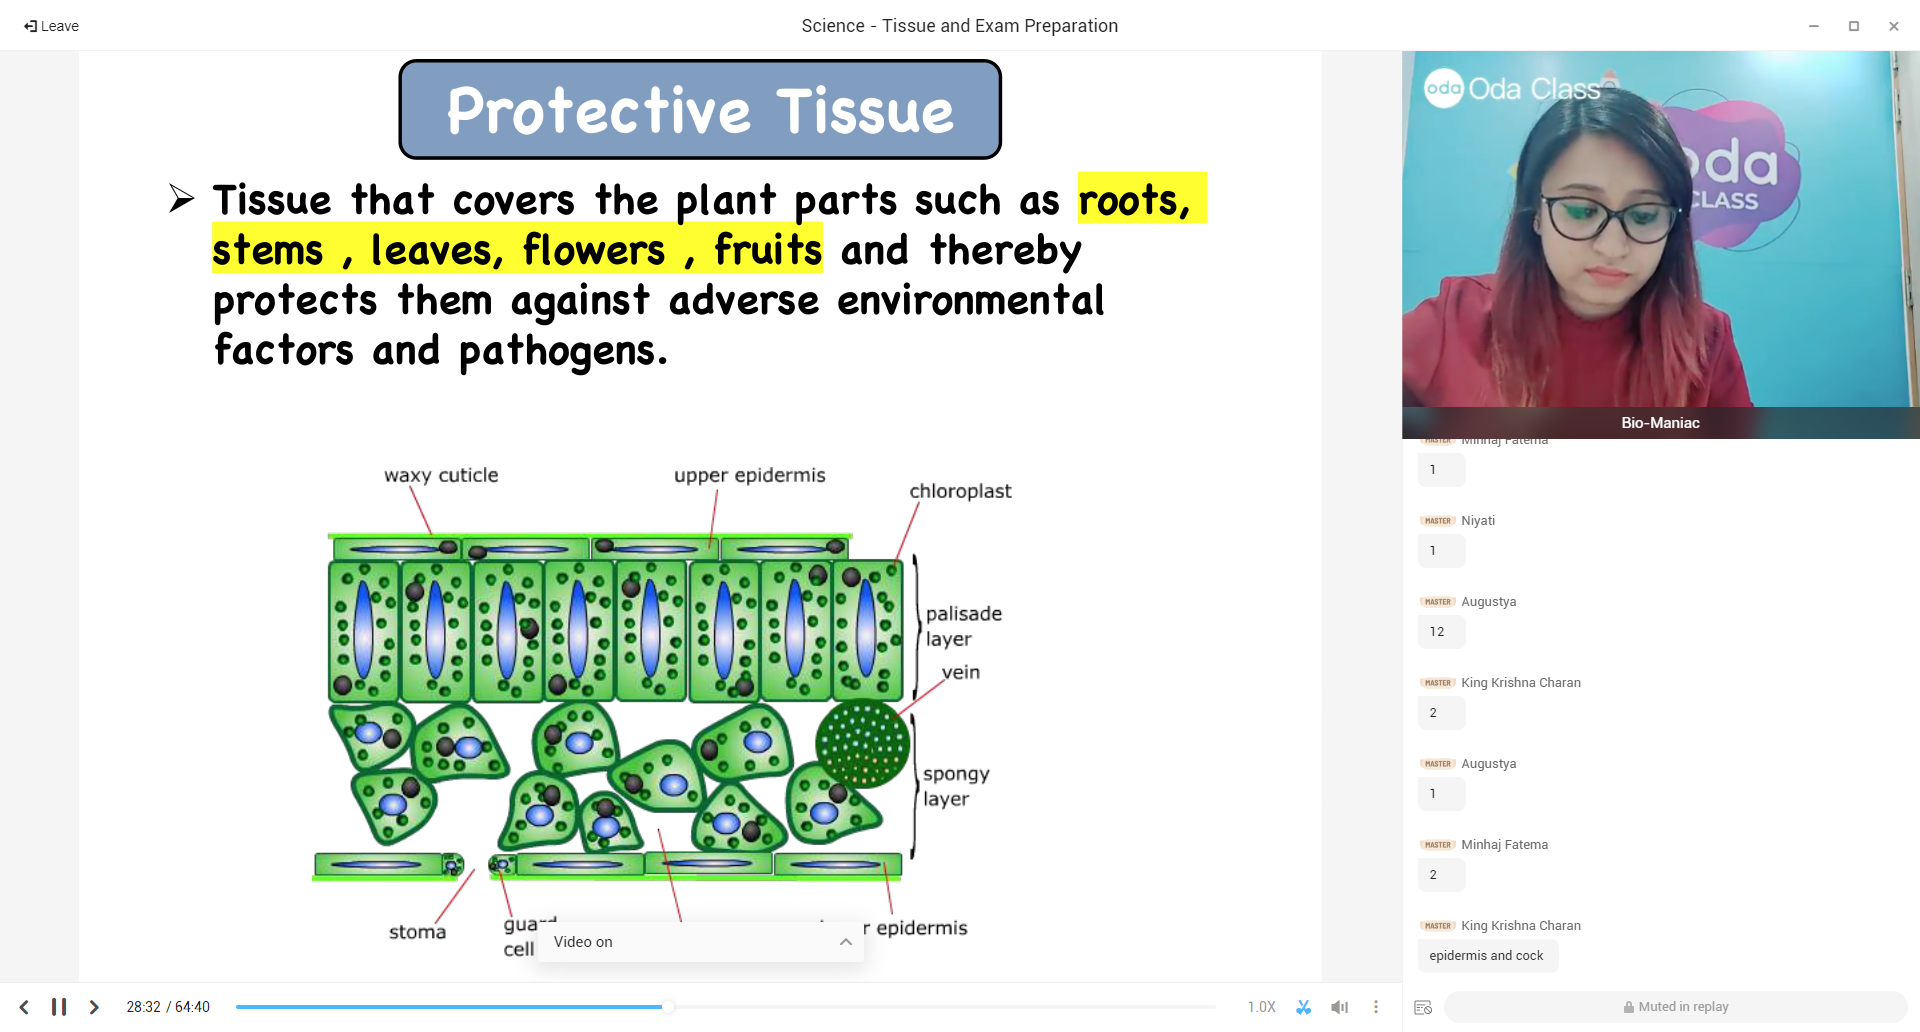 Leave
Science - Tissue and Exam Preparation
Protective Tissue
Tissue that covers the plant parts such as roots,
stems , leaves, flowers , fruits and thereby
protects them against adverse environmental
factors and pathogens.
waxy cuticle
upper epidermis
chloroplast
palisade
layer
vein
spongy
layer
stoma
guard
cell
epidermis
Video on
28:32 / 64:40
1.0X
oda Oda Class
oda
CLASS
Bio-Maniac
MASTER Minhaj Fatema
1
MASTER Niyati
1
MASTER Augustya
12
MASTER King Krishna Charan
2
MASTER Augustya
1
MASTER Minhaj Fatema
2
MASTER King Krishna Charan
epidermis and cock
Muted in replay